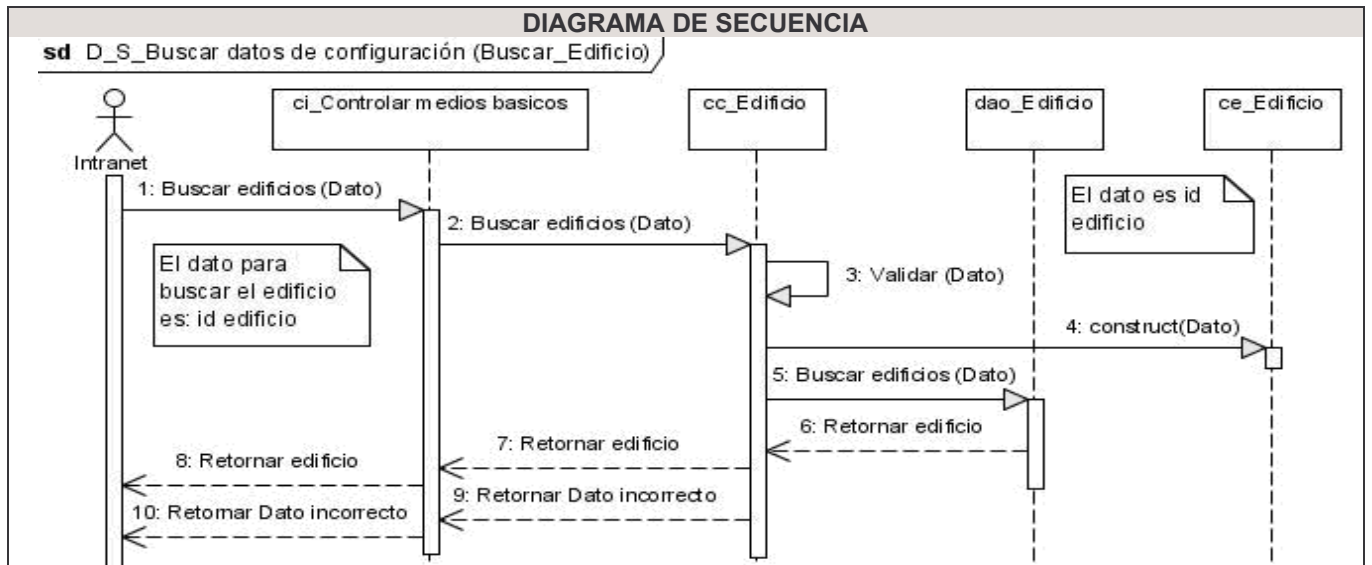 DIAGRAMA DE SECUENCIA
sd D_S_Buscar datos de configuración (Buscar_Edificio)
ci_Controlar medios basicos
cc_Edificio
dao_Edificio
ce_Edificio
Intranet
1: Buscar edificios (Dato)
El dato es id
edificio
2: Buscar edificios (Dato)
El dato para
buscar el edificio
es: id edificio
3: Validar (Dato)
4: construct(Dato)
5: Buscar edificios (Dato)
6: Retornar edificio
7: Retornar edificio
8: Retornar edificio
9: Retornar Dato incorrecto
10: Retornar Dato incorrecto